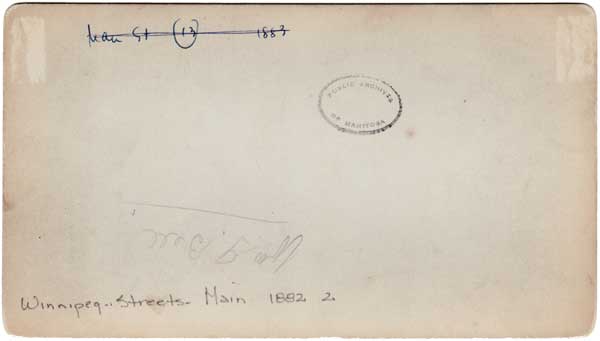 Main St (13) 1883
PUBLIC ARCHIVES
OF MANITOBA
Winnipeg..Streets- Main 1882 2